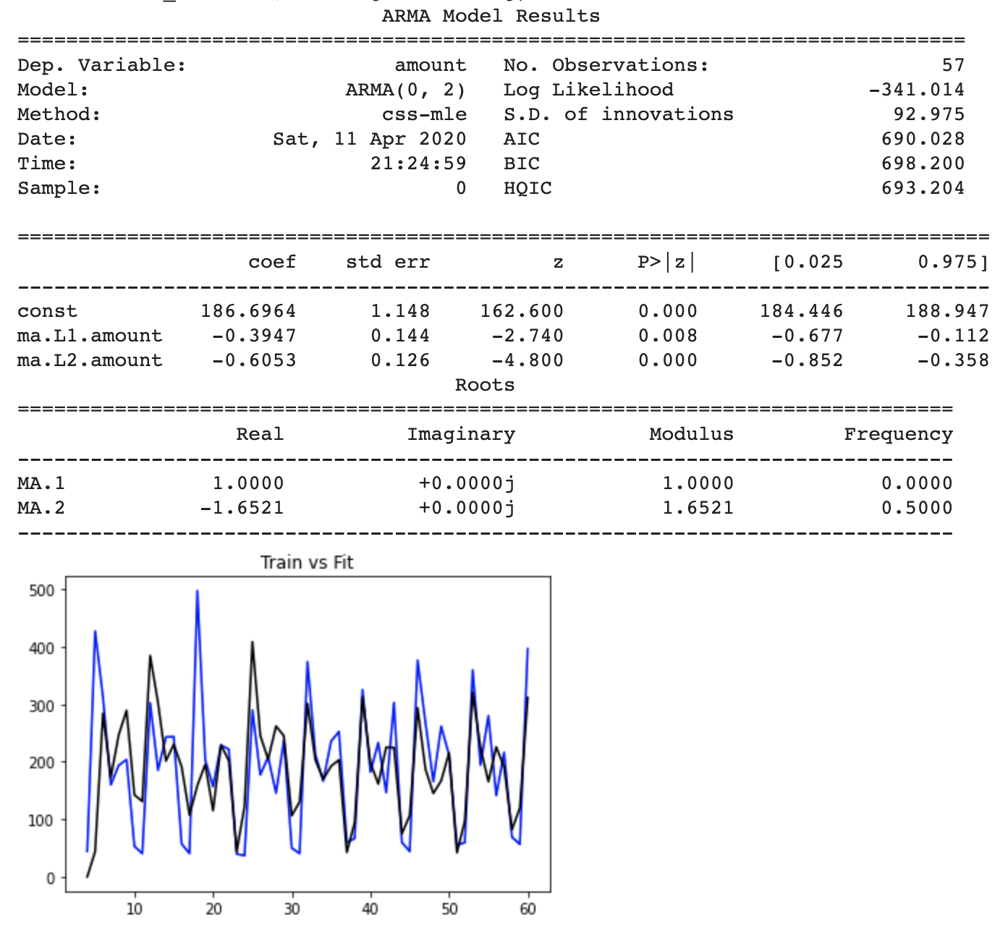 ARMA Model Results
==============================================================================
Dep. Variable: amount No. Observations: 57
Model: ARMA(0, 2) Log Likelihood -341.014
Method: css-mle S.D. of innovations 92.975
Date: Sat, 11 Apr 2020 AIC 690.028
Time: 21:24:59 BIC 698.200
Sample: 0 HQIC 693.204
================================================================================
coef std err z P>|z| [0.025 0.975]
--------------------------------------------------------------------------------
const 186.6964 1.148 162.600 0.000 184.446 188.947
ma.L1.amount -0.3947 0.144 -2.740 0.008 -0.677 -0.112
ma.L2.amount -0.6053 0.126 -4.800 0.000 -0.852 -0.358
Roots
=============================================================================
Real Imaginary Modulus Frequency
-----------------------------------------------------------------------------
MA.1 1.0000 +0.0000j 1.0000 0.0000
MA.2 -1.6521 +0.0000j 1.6521 0.5000
-----------------------------------------------------------------------------
Train vs Fit
500
400
300
200
100
0
10 20 30 40 50 60